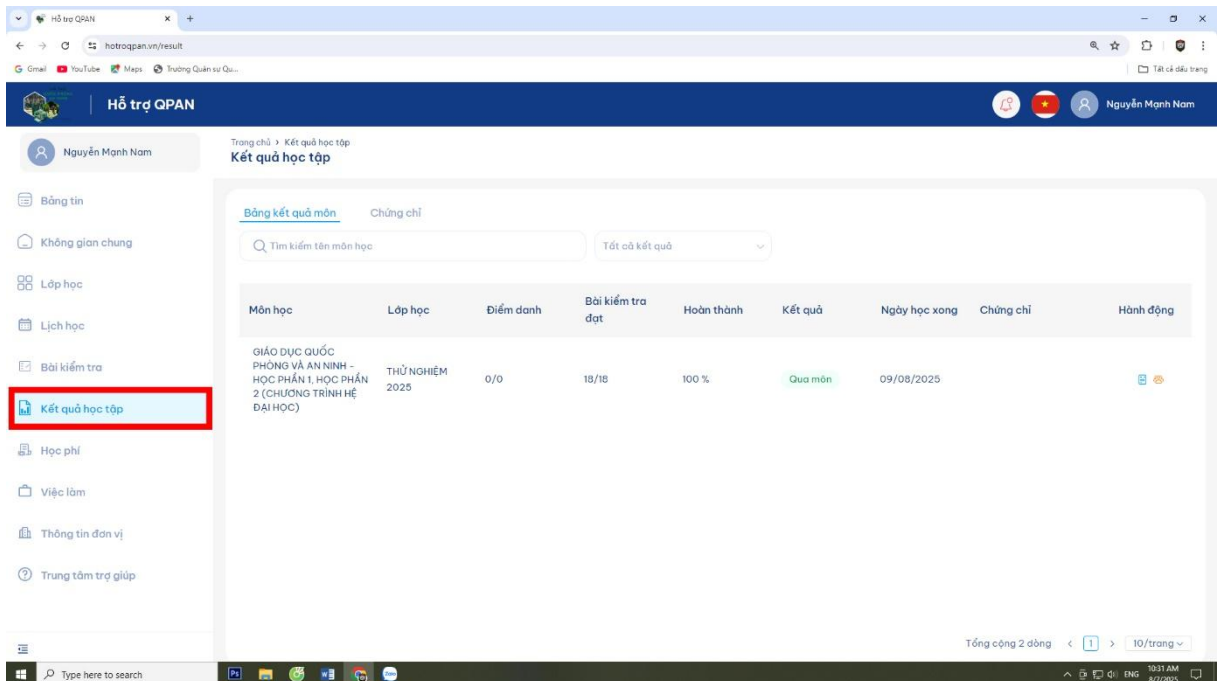 Hỗ trợ QPAN
hotroqpan.vn/result
Gmail YouTube Maps Trường Quân sự Qu...
Tất cả dấu trang
Hỗ trợ QPAN
Nguyễn Mạnh Nam
Nguyễn Mạnh Nam
Trang chủ > Kết quả học tập
Kết quả học tập
Bảng tin
Không gian chung
Lớp học
Lịch học
Bài kiểm tra
Kết quả học tập
Học phí
Việc làm
Thông tin đơn vị
Trung tâm trợ giúp
Bảng kết quả môn Chứng chỉ
Tìm kiếm tên môn học Tất cả kết quả
Môn học Lớp học Điểm danh Bài kiểm tra đạt Hoàn thành Kết quả Ngày học xong Chứng chỉ Hành động
GIÁO DỤC QUỐC
PHÒNG VÀ AN NINH -
HỌC PHẦN 1, HỌC PHẦN
2 (CHƯƠNG TRÌNH HỆ
ĐẠI HỌC)
THỬ NGHIỆM
2025
0/0 18/18 100 % Qua môn 09/08/2025
Tổng cộng 2 dòng < 1 > 10/trang
Type here to search
Ps
Zalo
ENG
10:31 AM
8/7/2025